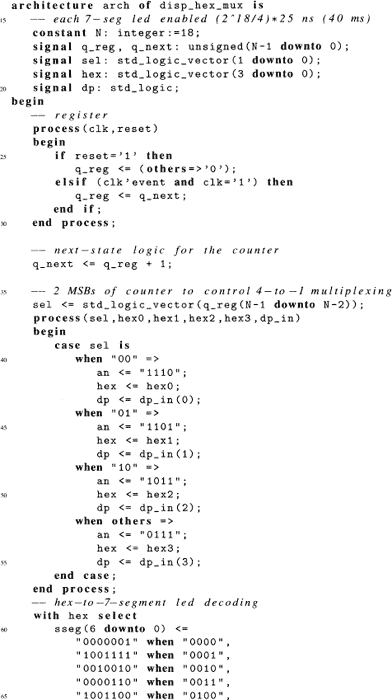 architecture arch of disp_hex_mux is
15 — each 7-seg led enabled (2^18/4)*25 ns (40 ms)
constant N: integer:=18;
signal q_reg, q_next: unsigned(N-1 downto 0);
signal sel: std_logic_vector(1 downto 0);
signal hex: std_logic_vector(3 downto 0);
20 signal dp: std_logic;
begin
— register
process(clk,reset)
begin
25 if reset='1' then
q_reg <= (others=>'0');
elsif (clk'event and clk='1') then
q_reg <= q_next;
end if;
30 end process;
— next-state logic for the counter
q_next <= q_reg + 1;
35 — 2 MSBs of counter to control 4-to-1 multiplexing
sel <= std_logic_vector(q_reg(N-1 downto N-2));
process(sel,hex0,hex1,hex2,hex3,dp_in)
begin
case sel is
40 when "00" =>
an <= "1110";
hex <= hex0;
dp <= dp_in(0);
when "01" =>
45 an <= "1101";
hex <= hex1;
dp <= dp_in(1);
when "10" =>
an <= "1011";
50 hex <= hex2;
dp <= dp_in(2);
when others =>
an <= "0111";
hex <= hex3;
55 dp <= dp_in(3);
end case;
end process;
— hex-to-7-segment led decoding
with hex select
60 sseg(6 downto 0) <=
"0000001" when "0000",
"1001111" when "0001",
"0010010" when "0010",
"0000110" when "0011",
65 "1001100" when "0100",